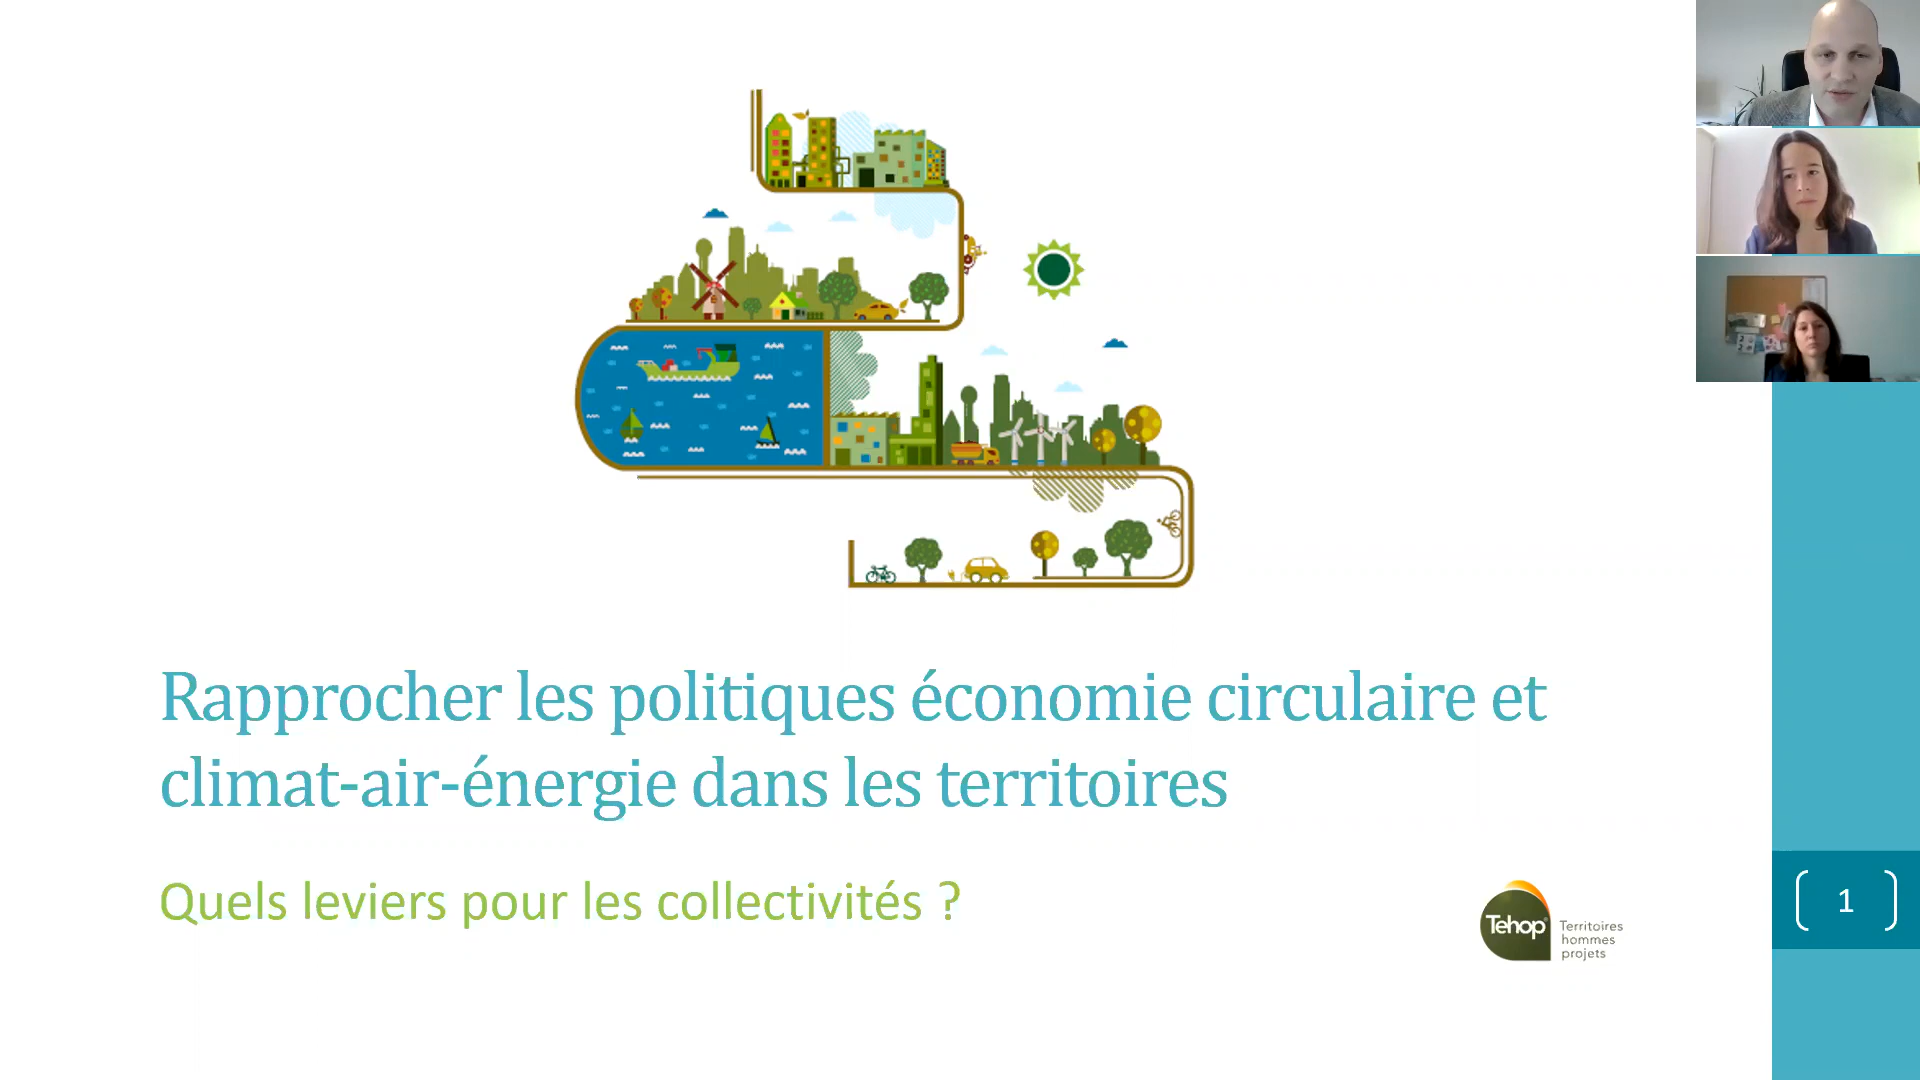 Rapprocher les politiques économie circulaire et
climat-air-énergie dans les territoires
Quels leviers pour les collectivités ?
Tehop
Territoires
hommes
projets
1